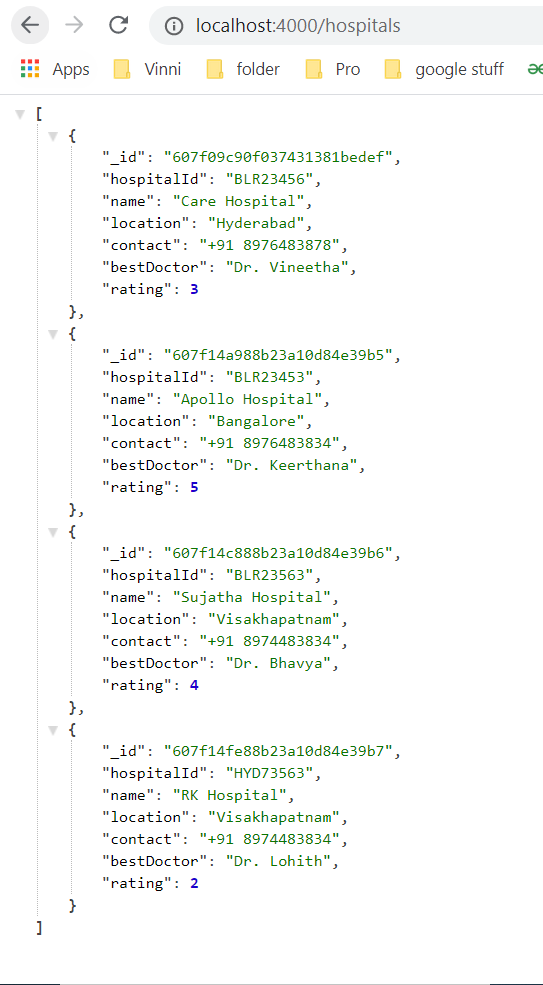 localhost:4000/hospitals
Apps Vinni folder Pro google stuff
[
{
"_id": "607f09c90f037431381bedef",
"hospitalId": "BLR23456",
"name": "Care Hospital",
"location": "Hyderabad",
"contact": "+91 8976483878",
"bestDoctor": "Dr. Vineetha",
"rating": 3
},
{
"_id": "607f14a988b23a10d84e39b5",
"hospitalId": "BLR23453",
"name": "Apollo Hospital",
"location": "Bangalore",
"contact": "+91 8976483834",
"bestDoctor": "Dr. Keerthana",
"rating": 5
},
{
"_id": "607f14c888b23a10d84e39b6",
"hospitalId": "BLR23563",
"name": "Sujatha Hospital",
"location": "Visakhapatnam",
"contact": "+91 8974483834",
"bestDoctor": "Dr. Bhavya",
"rating": 4
},
{
"_id": "607f14fe88b23a10d84e39b7",
"hospitalId": "HYD73563",
"name": "RK Hospital",
"location": "Visakhapatnam",
"contact": "+91 8974483834",
"bestDoctor": "Dr. Lohith",
"rating": 2
}
]